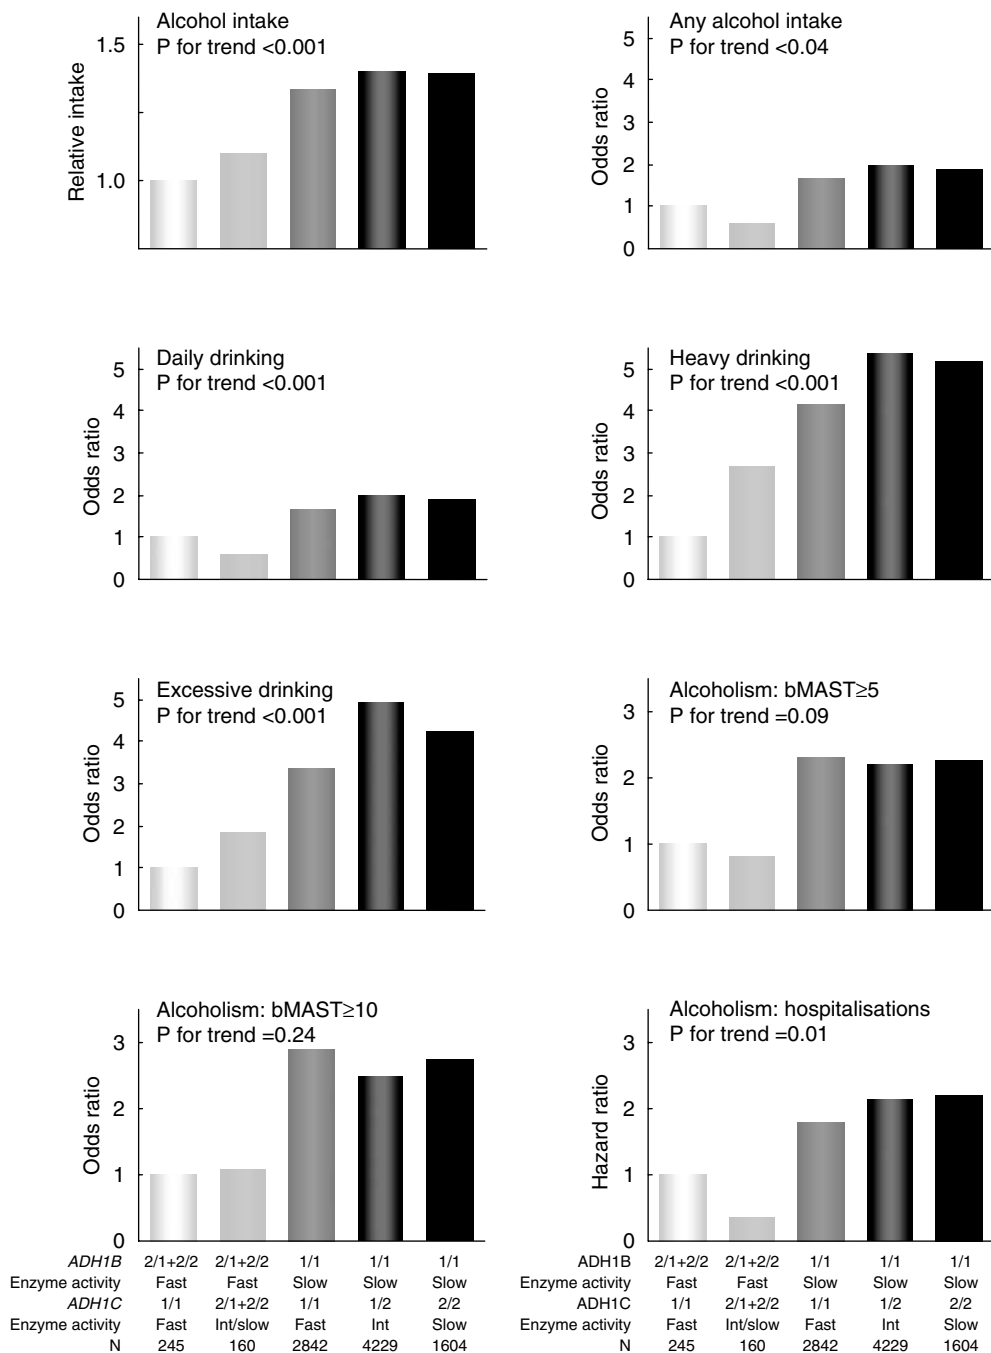 Alcohol intake
P for trend <0.001
1.5
1.0
Relative intake
Any alcohol intake
P for trend <0.04
5
4
3
2
1
0
Odds ratio
Daily drinking
P for trend <0.001
5
4
3
2
1
0
Odds ratio
Heavy drinking
P for trend <0.001
5
4
3
2
1
0
Odds ratio
Excessive drinking
P for trend <0.001
5
4
3
2
1
0
Odds ratio
Alcoholism: bMAST≥5
P for trend =0.09
3
2
1
0
Odds ratio
Alcoholism: bMAST≥10
P for trend =0.24
3
2
1
0
Odds ratio
Alcoholism: hospitalisations
P for trend =0.01
3
2
1
0
Hazard ratio
ADH1B 2/1+2/2 2/1+2/2 1/1 1/1 1/1
Enzyme activity Fast Fast Slow Slow Slow
ADH1C 1/1 2/1+2/2 1/1 1/2 2/2
Enzyme activity Fast Int/slow Fast Int Slow
N 245 160 2842 4229 1604
ADH1B 2/1+2/2 2/1+2/2 1/1 1/1 1/1
Enzyme activity Fast Fast Slow Slow Slow
ADH1C 1/1 2/1+2/2 1/1 1/2 2/2
Enzyme activity Fast Int/slow Fast Int Slow
N 245 160 2842 4229 1604